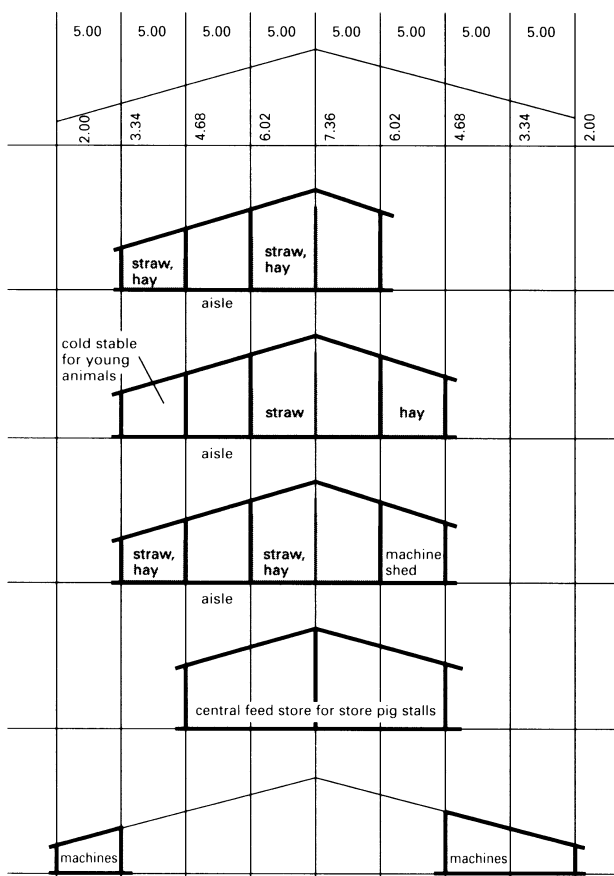 5.00 5.00 5.00 5.00 5.00 5.00 5.00 5.00
2.00 3.34 4.68 6.02 7.36 6.02 4.68 3.34 2.00
straw,
hay
straw,
hay
aisle
cold stable
for young
animals
straw
hay
aisle
straw,
hay
straw,
hay
machine
shed
aisle
central feed store for store pig stalls
machines
machines